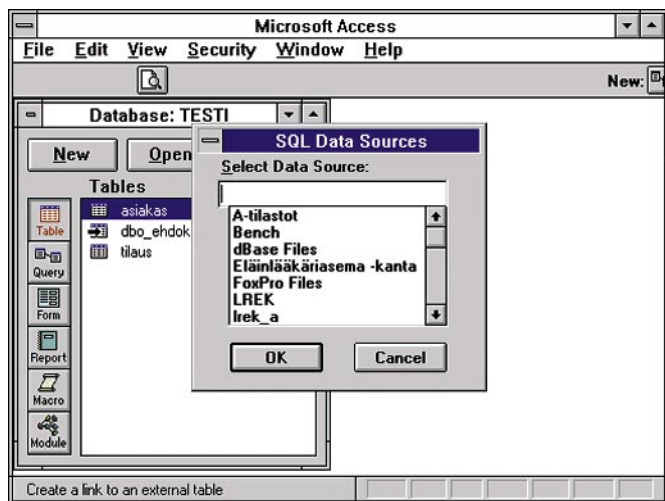 Microsoft Access
File Edit View Security Window Help
New:
Database: TESTI
New Open
Tables
Table
Query
Form
Report
Macro
Module
asiakas
dbo_ehdok
tilaus
SQL Data Sources
Select Data Source:
A-tilastot
Bench
dBase Files
Eläinlääkäriasema -kanta
FoxPro Files
LREK
lrek_a
OK Cancel
Create a link to an external table